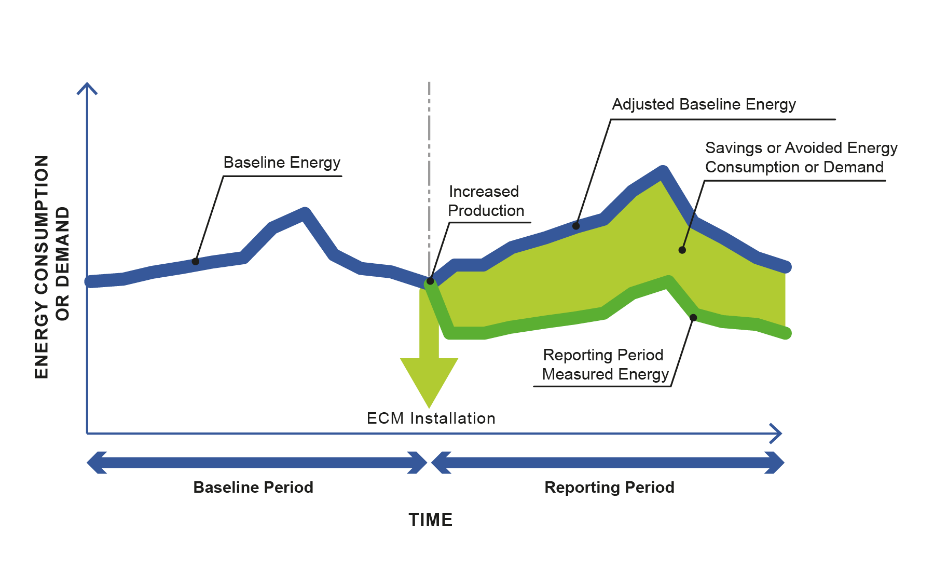 Adjusted Baseline Energy
Savings or Avoided Energy
Consumption or Demand
Baseline Energy
Increased
Production
ENERGY CONSUMPTION
OR DEMAND
Reporting Period
Measured Energy
ECM Installation
Baseline Period
Reporting Period
TIME